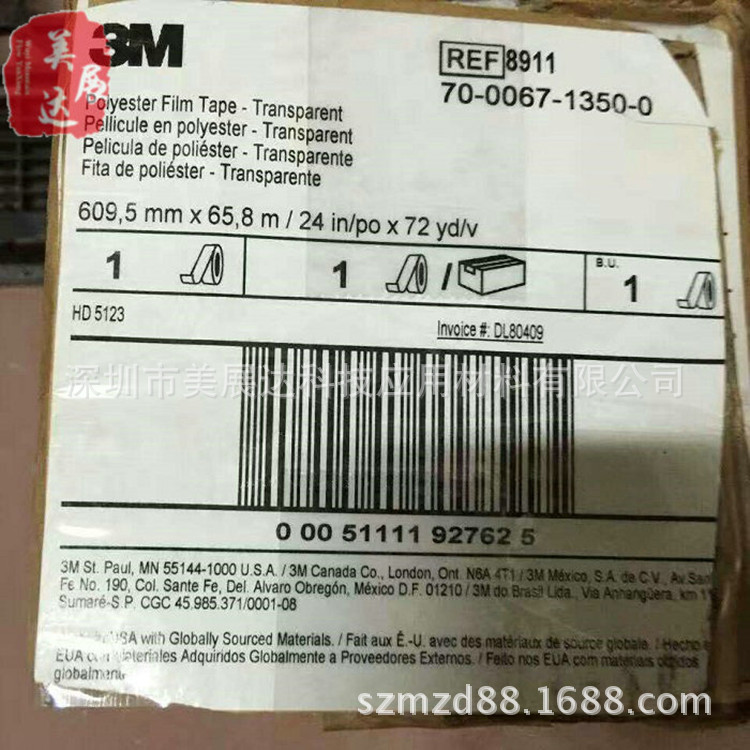 美展达
3M
REF 8911
70-0067-1350-0
Polyester Film Tape - Transparent
Pellicule en polyester - Transparent
Película de poliéster - Transparente
Fita de poliéster - Transparente
609,5 mm x 65,8 m / 24 in/po x 72 yd/v
1 1 / B.U. 1
HD 5123
Invoice #: DL80409
深圳市美展达科技应用材料有限公司
0 00 51111 92762 5
3M St. Paul, MN 55144-1000 U.S.A. / 3M Canada Co., London, Ont. N6A 4T1 / 3M México, S.A. de C.V., Av. San
Fe No. 190, Col. Sante Fe, Del. Alvaro Obregón, México D.F. 01210 / 3M do Brasil Ltda., Via Anhangüera, km 11
Sumaré-S.P. CGC 45.985.371/0001-08
USA with Globally Sourced Materials. / Fait aux É.-U. avec des matériaux de source globale. / Hecho e
EUA con Materiales Adquiridos Globalmente a Proveedores Externos. / Feito nos EUA com materiais obtidos
globalmente
szmzd88.1688.com